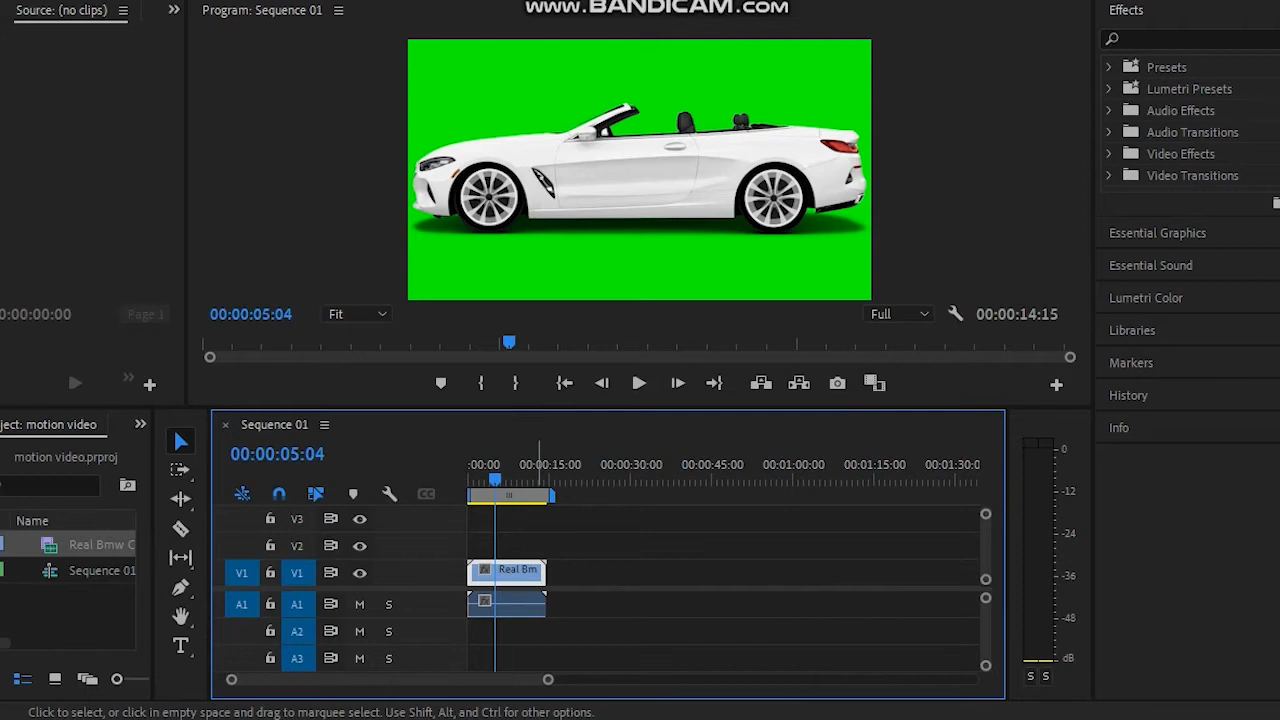 Source: (no clips)
Program: Sequence 01
www.BANDICAM.com
Effects
Presets
Lumetri Presets
Audio Effects
Audio Transitions
Video Effects
Video Transitions
Essential Graphics
Essential Sound
Lumetri Color
Libraries
Markers
History
Info
0:00:00:00
Page 1
00:00:05:04
Fit
Full
00:00:14:15
ject: motion video
motion video.prproj
Name
Real Bmw C
Sequence 01
Sequence 01
00:00:05:04
:00:00 00:00:15:00 00:00:30:00 00:00:45:00 00:01:00:00 00:01:15:00 00:01:30:0
V3
V2
V1 V1 Real Bm
A1 A1 M S
A2 M S
A3 M S
0
-12
-24
-36
-48
dB
S S
Click to select, or click in empty space and drag to marquee select. Use Shift, Alt, and Ctrl for other options.